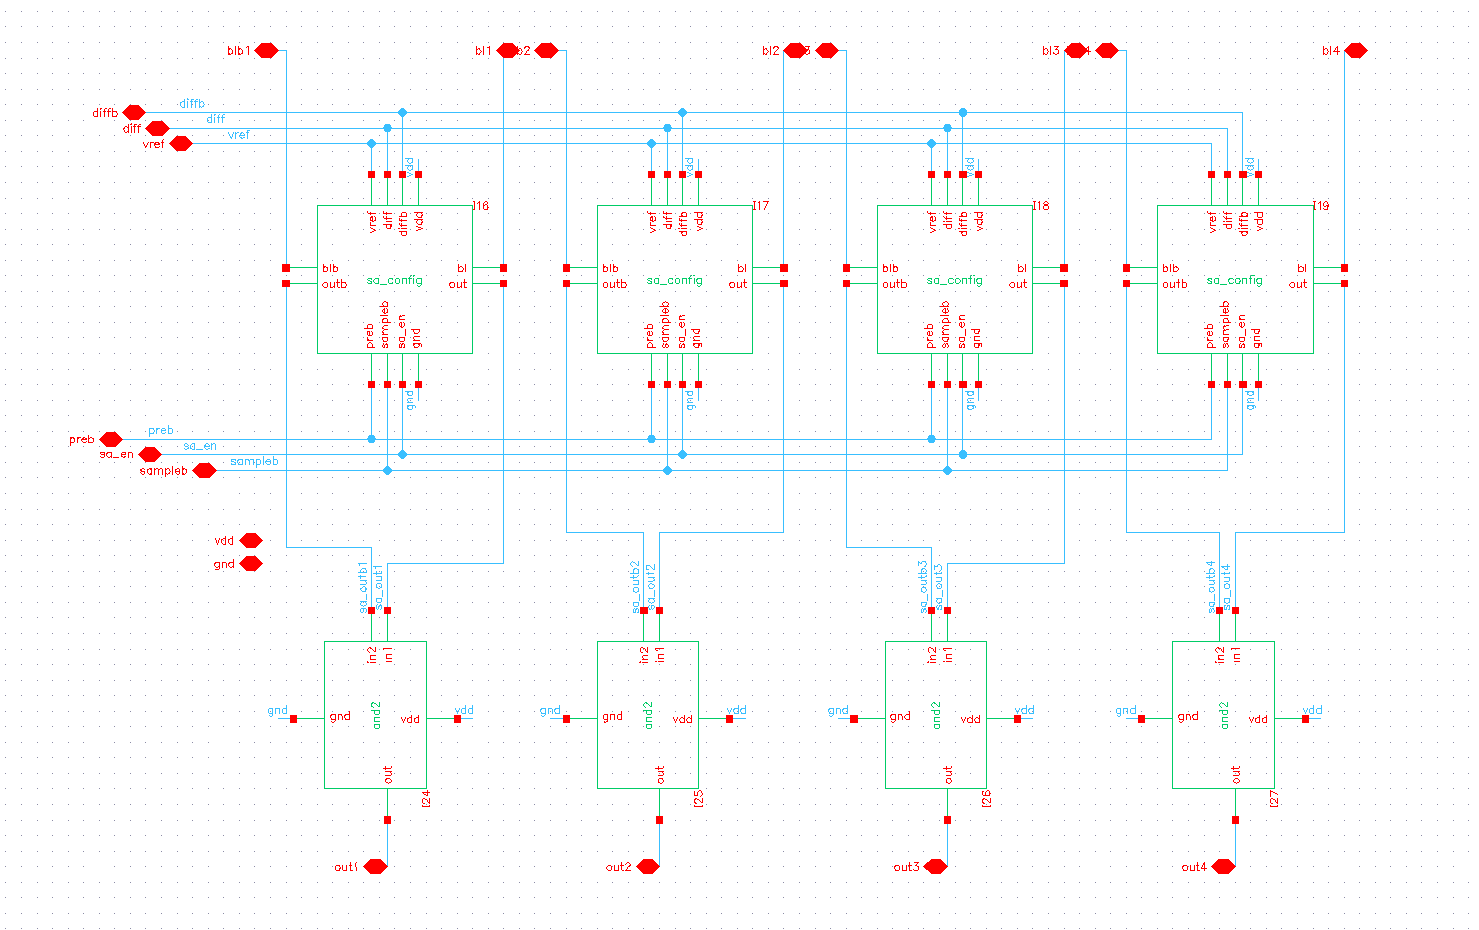 blb1 bl1 b2 bl2 3 bl3 4 bl4
diffb diffb
diff diff
vref vref
vdd vdd vdd
I16 I17 I18 I19
vref diff diffb vdd vref diff diffb vdd vref diff diffb vdd vref diff diffb vdd
blb bl blb bl blb bl blb bl
sa_config sa_config sa_config sa_config
outb out outb out outb out outb out
preb sampleb sa_en gnd preb sampleb sa_en gnd preb sampleb sa_en gnd preb sampleb sa_en gnd
gnd gnd gnd
preb preb
sa_en sa_en
sampleb sampleb
vdd
gnd
sa_outb1 sa_out1 sa_outb2 sa_out2 sa_outb3 sa_out3 sa_outb4 sa_out4
in2 in1 in2 in1 in2 in1 in2 in1
gnd gnd and2 vdd vdd gnd gnd and2 vdd vdd gnd gnd and2 vdd vdd gnd gnd and2 vdd vdd
out out out out
I24 I25 I26 I27
out1 out2 out3 out4